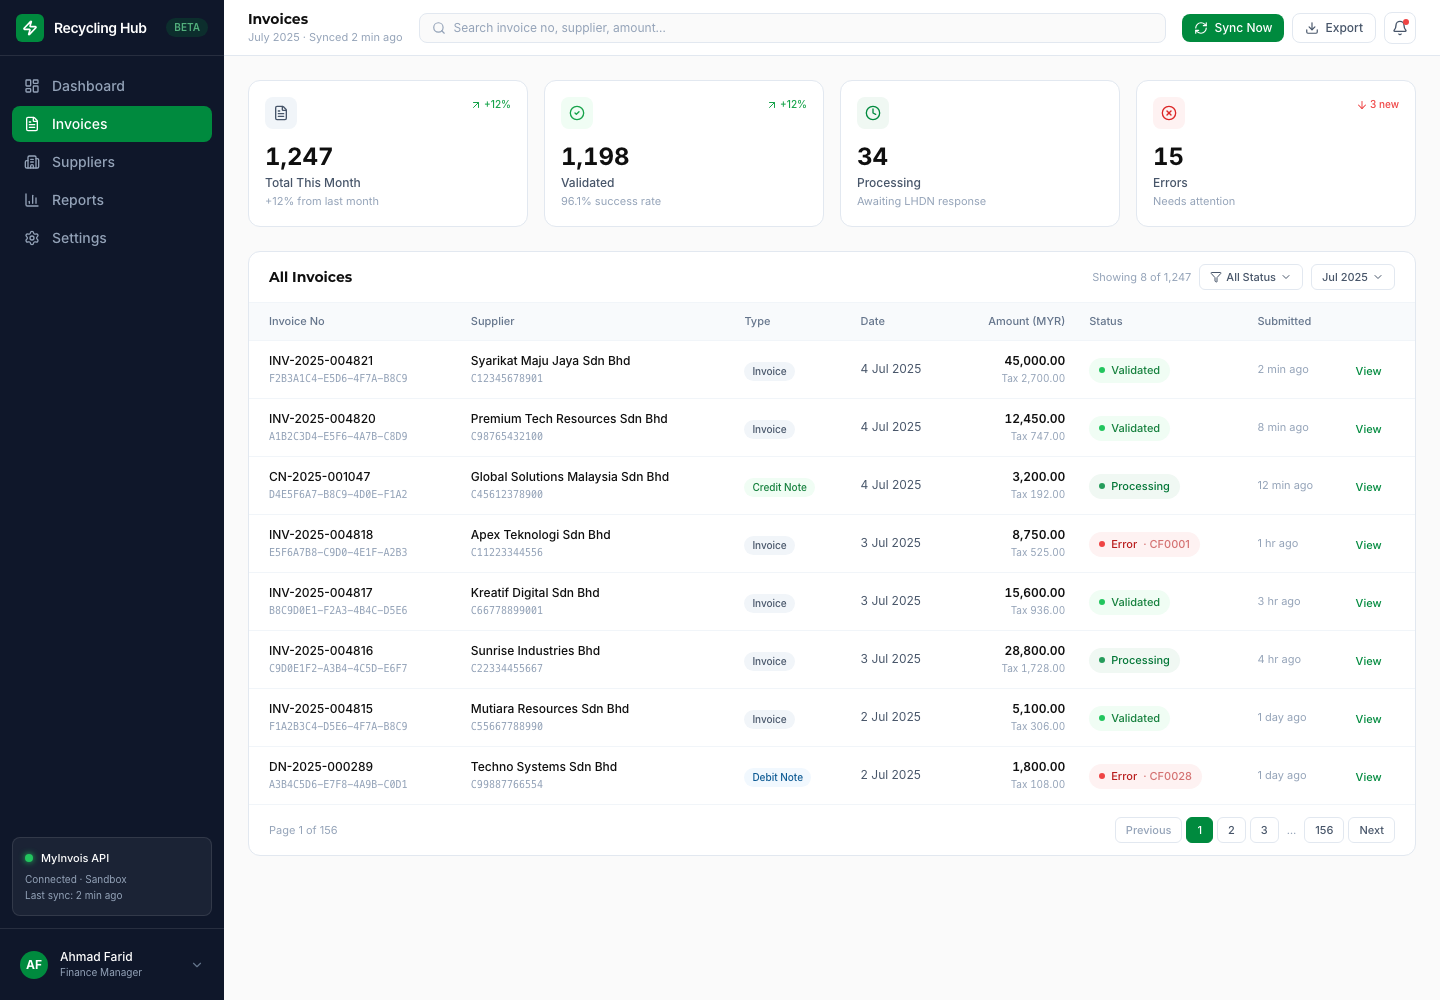 Recycling Hub BETA
Dashboard
Invoices
Suppliers
Reports
Settings
MyInvois API
Connected · Sandbox
Last sync: 2 min ago
AF
Ahmad Farid
Finance Manager
Invoices
July 2025 · Synced 2 min ago
Search invoice no, supplier, amount...
Sync Now
Export
+12%
1,247
Total This Month
+12% from last month
+12%
1,198
Validated
96.1% success rate
34
Processing
Awaiting LHDN response
3 new
15
Errors
Needs attention
All Invoices
Showing 8 of 1,247 All Status Jul 2025
Invoice No Supplier Type Date Amount (MYR) Status Submitted
INV-2025-004821 Syarikat Maju Jaya Sdn Bhd Invoice 4 Jul 2025 45,000.00 Validated 2 min ago View
F2B3A1C4-E5D6-4F7A-B8C9 C12345678901 Tax 2,700.00
INV-2025-004820 Premium Tech Resources Sdn Bhd Invoice 4 Jul 2025 12,450.00 Validated 8 min ago View
A1B2C3D4-E5F6-4A7B-C8D9 C98765432100 Tax 747.00
CN-2025-001047 Global Solutions Malaysia Sdn Bhd Credit Note 4 Jul 2025 3,200.00 Processing 12 min ago View
D4E5F6A7-B8C9-4D0E-F1A2 C45612378900 Tax 192.00
INV-2025-004818 Apex Teknologi Sdn Bhd Invoice 3 Jul 2025 8,750.00 Error · CF0001 1 hr ago View
E5F6A7B8-C9D0-4E1F-A2B3 C11223344556 Tax 525.00
INV-2025-004817 Kreatif Digital Sdn Bhd Invoice 3 Jul 2025 15,600.00 Validated 3 hr ago View
B8C9D0E1-F2A3-4B4C-D5E6 C66778899001 Tax 936.00
INV-2025-004816 Sunrise Industries Bhd Invoice 3 Jul 2025 28,800.00 Processing 4 hr ago View
C9D0E1F2-A3B4-4C5D-E6F7 C22334455667 Tax 1,728.00
INV-2025-004815 Mutiara Resources Sdn Bhd Invoice 2 Jul 2025 5,100.00 Validated 1 day ago View
F1A2B3C4-D5E6-4F7A-B8C9 C55667788990 Tax 306.00
DN-2025-000289 Techno Systems Sdn Bhd Debit Note 2 Jul 2025 1,800.00 Error · CF0028 1 day ago View
A3B4C5D6-E7F8-4A9B-C0D1 C99887766554 Tax 108.00
Page 1 of 156 Previous 1 2 3 ... 156 Next